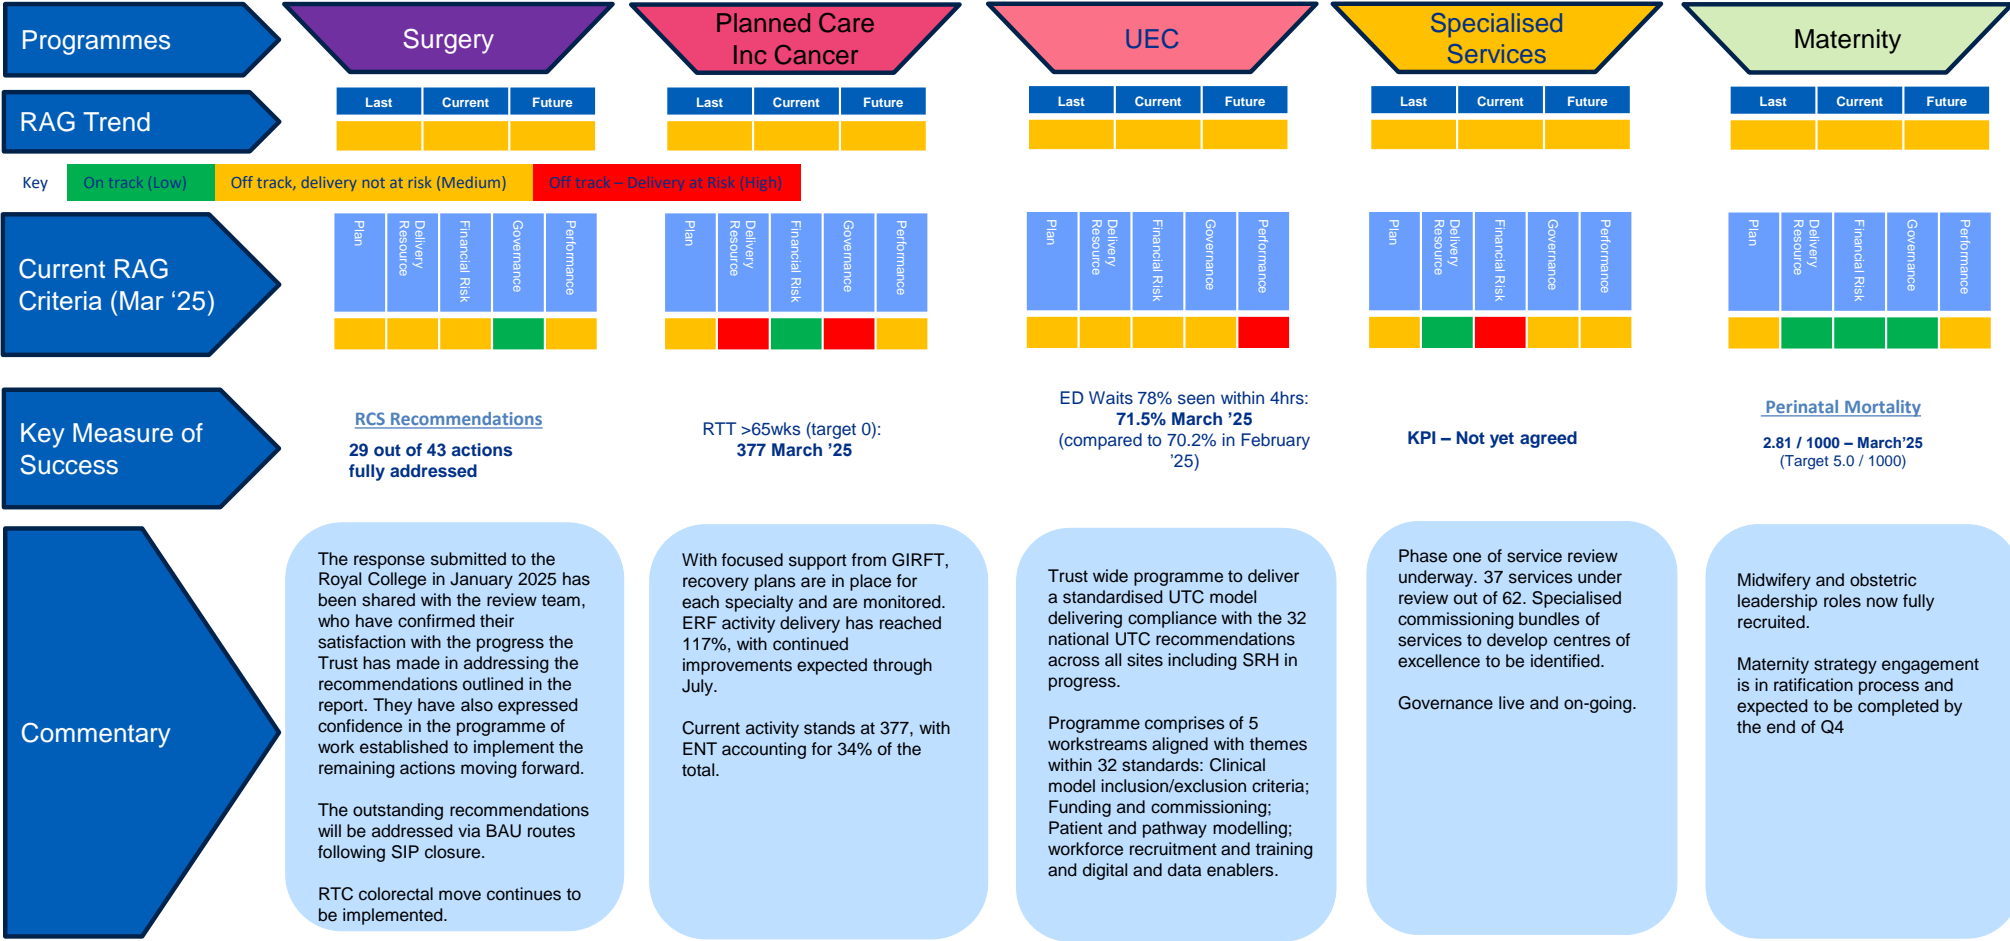 Programmes
Surgery
Planned Care
Inc Cancer
UEC
Specialised
Services
Maternity
RAG Trend
Last Current Future
Last Current Future
Last Current Future
Last Current Future
Last Current Future
Key
On track (Low)
Off track, delivery not at risk (Medium)
Off track – Delivery at Risk (High)
Current RAG
Criteria (Mar ‘25)
Plan
Delivery
Resource
Financial Risk
Governance
Performance
Plan
Delivery
Resource
Financial Risk
Governance
Performance
Plan
Delivery
Resource
Financial Risk
Governance
Performance
Plan
Delivery
Resource
Financial Risk
Governance
Performance
Plan
Delivery
Resource
Financial Risk
Governance
Performance
Key Measure of
Success
RCS Recommendations
29 out of 43 actions
fully addressed
RTT >65wks (target 0):
377 March ’25
ED Waits 78% seen within 4hrs:
71.5% March ’25
(compared to 70.2% in February
’25)
KPI – Not yet agreed
Perinatal Mortality
2.81 / 1000 – March’25
(Target 5.0 / 1000)
Commentary
The response submitted to the
Royal College in January 2025 has
been shared with the review team,
who have confirmed their
satisfaction with the progress the
Trust has made in addressing the
recommendations outlined in the
report. They have also expressed
confidence in the programme of
work established to implement the
remaining actions moving forward.
The outstanding recommendations
will be addressed via BAU routes
following SIP closure.
RTC colorectal move continues to
be implemented.
With focused support from GIRFT,
recovery plans are in place for
each specialty and are monitored.
ERF activity delivery has reached
117%, with continued
improvements expected through
July.
Current activity stands at 377, with
ENT accounting for 34% of the
total.
Trust wide programme to deliver
a standardised UTC model
delivering compliance with the 32
national UTC recommendations
across all sites including SRH in
progress.
Programme comprises of 5
workstreams aligned with themes
within 32 standards: Clinical
model inclusion/exclusion criteria;
Funding and commissioning;
Patient and pathway modelling;
workforce recruitment and training
and digital and data enablers.
Phase one of service review
underway. 37 services under
review out of 62. Specialised
commissioning bundles of
services to develop centres of
excellence to be identified.
Governance live and on-going.
Midwifery and obstetric
leadership roles now fully
recruited.
Maternity strategy engagement
is in ratification process and
expected to be completed by
the end of Q4